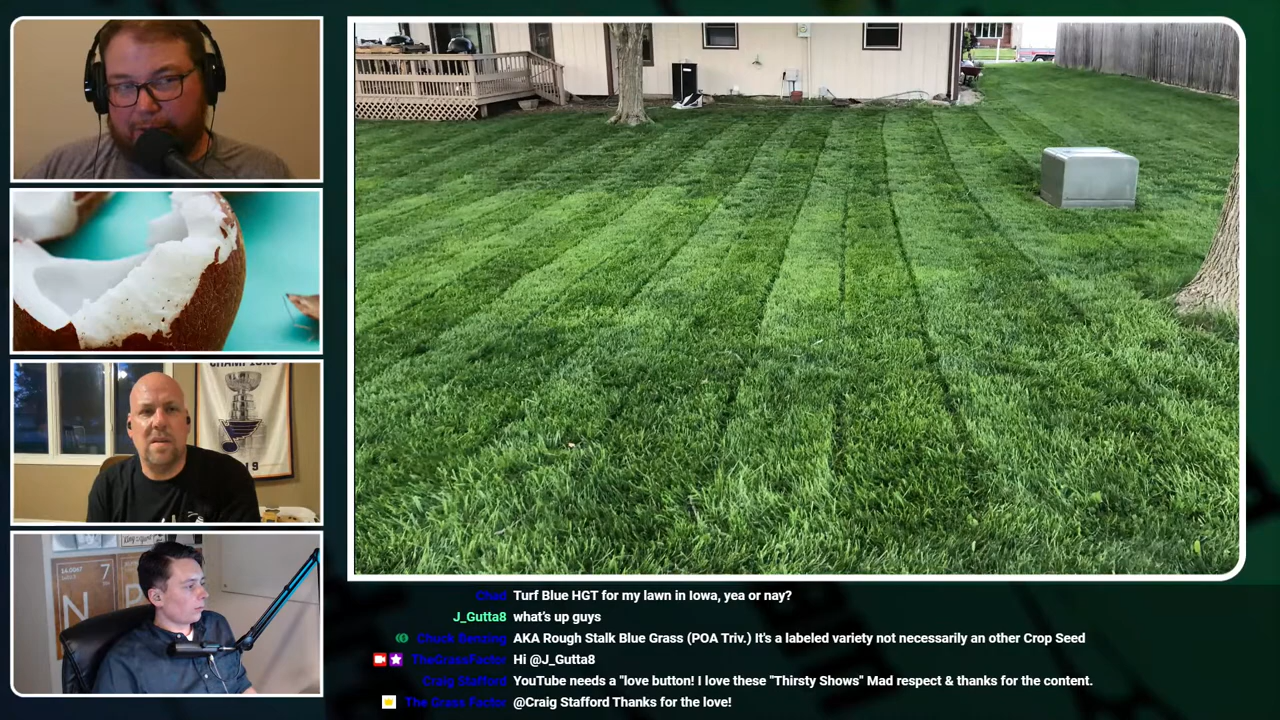 CHAMPIONS
19
7
N
Chad Turf Blue HGT for my lawn in Iowa, yea or nay?
J_Gutta8 what's up guys
Chuck Benzing AKA Rough Stalk Blue Grass (POA Triv.) It's a labeled variety not necessarily an other Crop Seed
TheGrassFactor Hi @J_Gutta8
Craig Stafford YouTube needs a "love button! I love these "Thirsty Shows" Mad respect & thanks for the content.
The Grass Factor @Craig Stafford Thanks for the love!